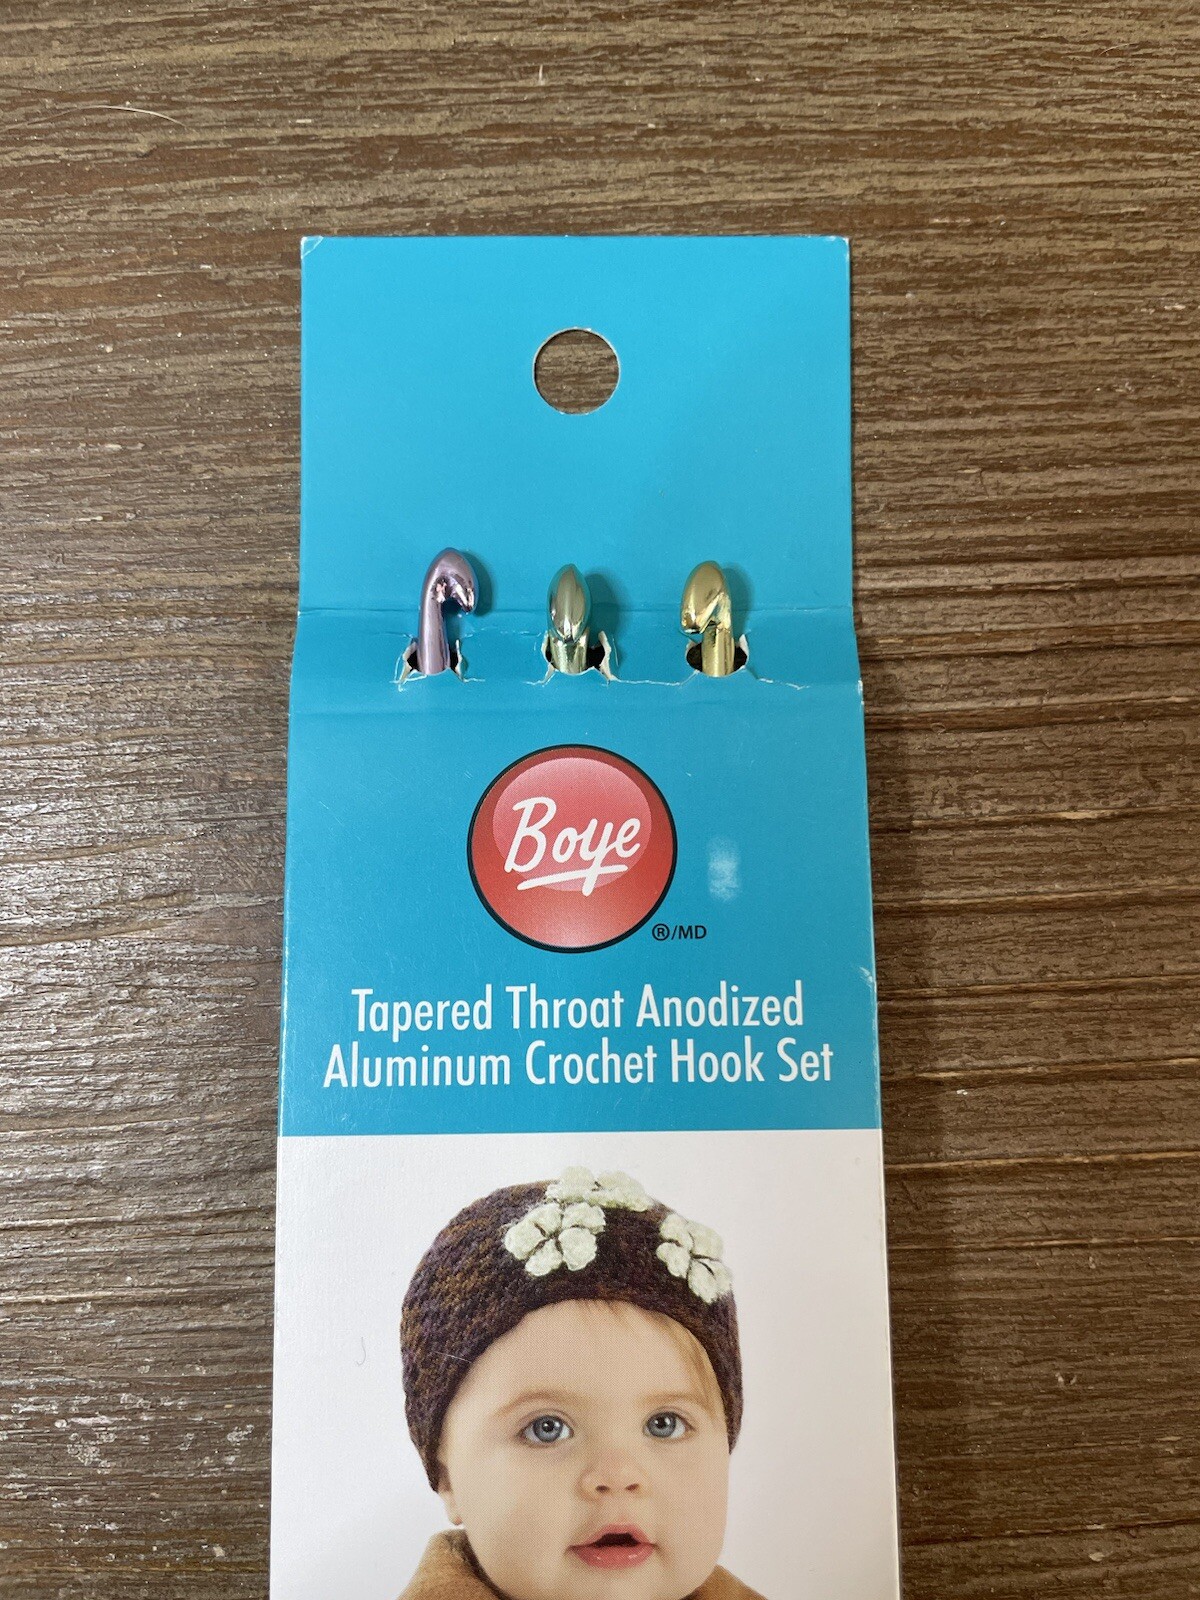 Boye
®/MD
Tapered Throat Anodized
Aluminum Crochet Hook Set